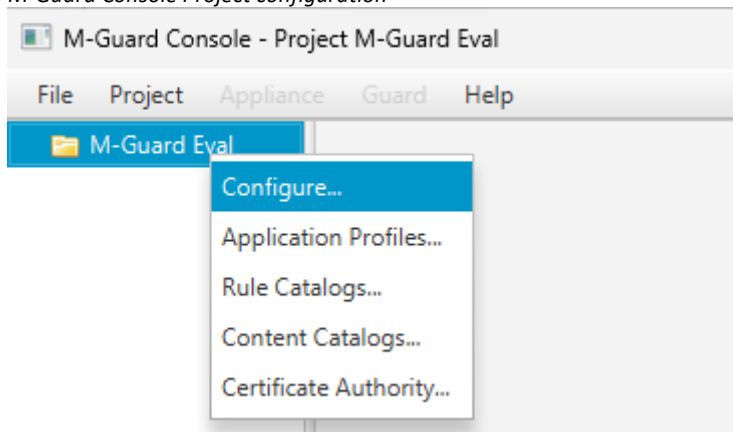 M-Guard Console Project configuration
M-Guard Console - Project M-Guard Eval
File Project Appliance Guard Help
M-Guard Eval
Configure...
Application Profiles...
Rule Catalogs...
Content Catalogs...
Certificate Authority...